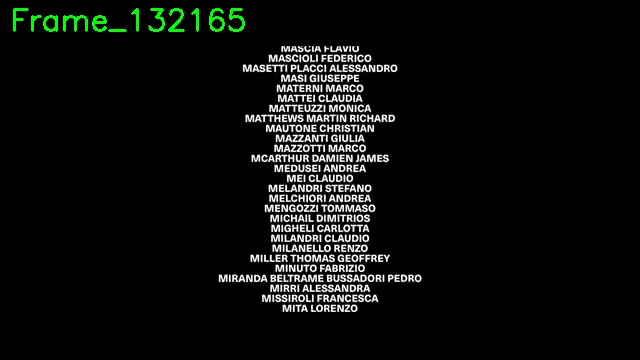 Frame_132165
MASCIA FLAVIO
MASCIOLI FEDERICO
MASETTI PLACCI ALESSANDRO
MASI GIUSEPPE
MATERNI MARCO
MATTEI CLAUDIA
MATTEUZZI MONICA
MATTHEWS MARTIN RICHARD
MAUTONE CHRISTIAN
MAZZANTI GIULIA
MAZZOTTI MARCO
MCARTHUR DAMIEN JAMES
MEDUSEI ANDREA
MEI CLAUDIO
MELANDRI STEFANO
MELCHIORI ANDREA
MENGOZZI TOMMASO
MICHAIL DIMITRIOS
MIGHELI CARLOTTA
MILANDRI CLAUDIO
MILANELLO RENZO
MILLER THOMAS GEOFFREY
MINUTO FABRIZIO
MIRANDA BELTRAME BUSSADORI PEDRO
MIRRI ALESSANDRA
MISSIROLI FRANCESCA
MITA LORENZO